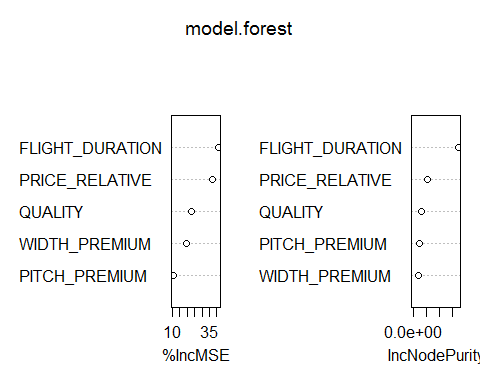 model.forest
FLIGHT_DURATION
PRICE_RELATIVE
QUALITY
WIDTH_PREMIUM
PITCH_PREMIUM
10 35
%IncMSE
FLIGHT_DURATION
PRICE_RELATIVE
QUALITY
PITCH_PREMIUM
WIDTH_PREMIUM
0.0e+00
IncNodePurity